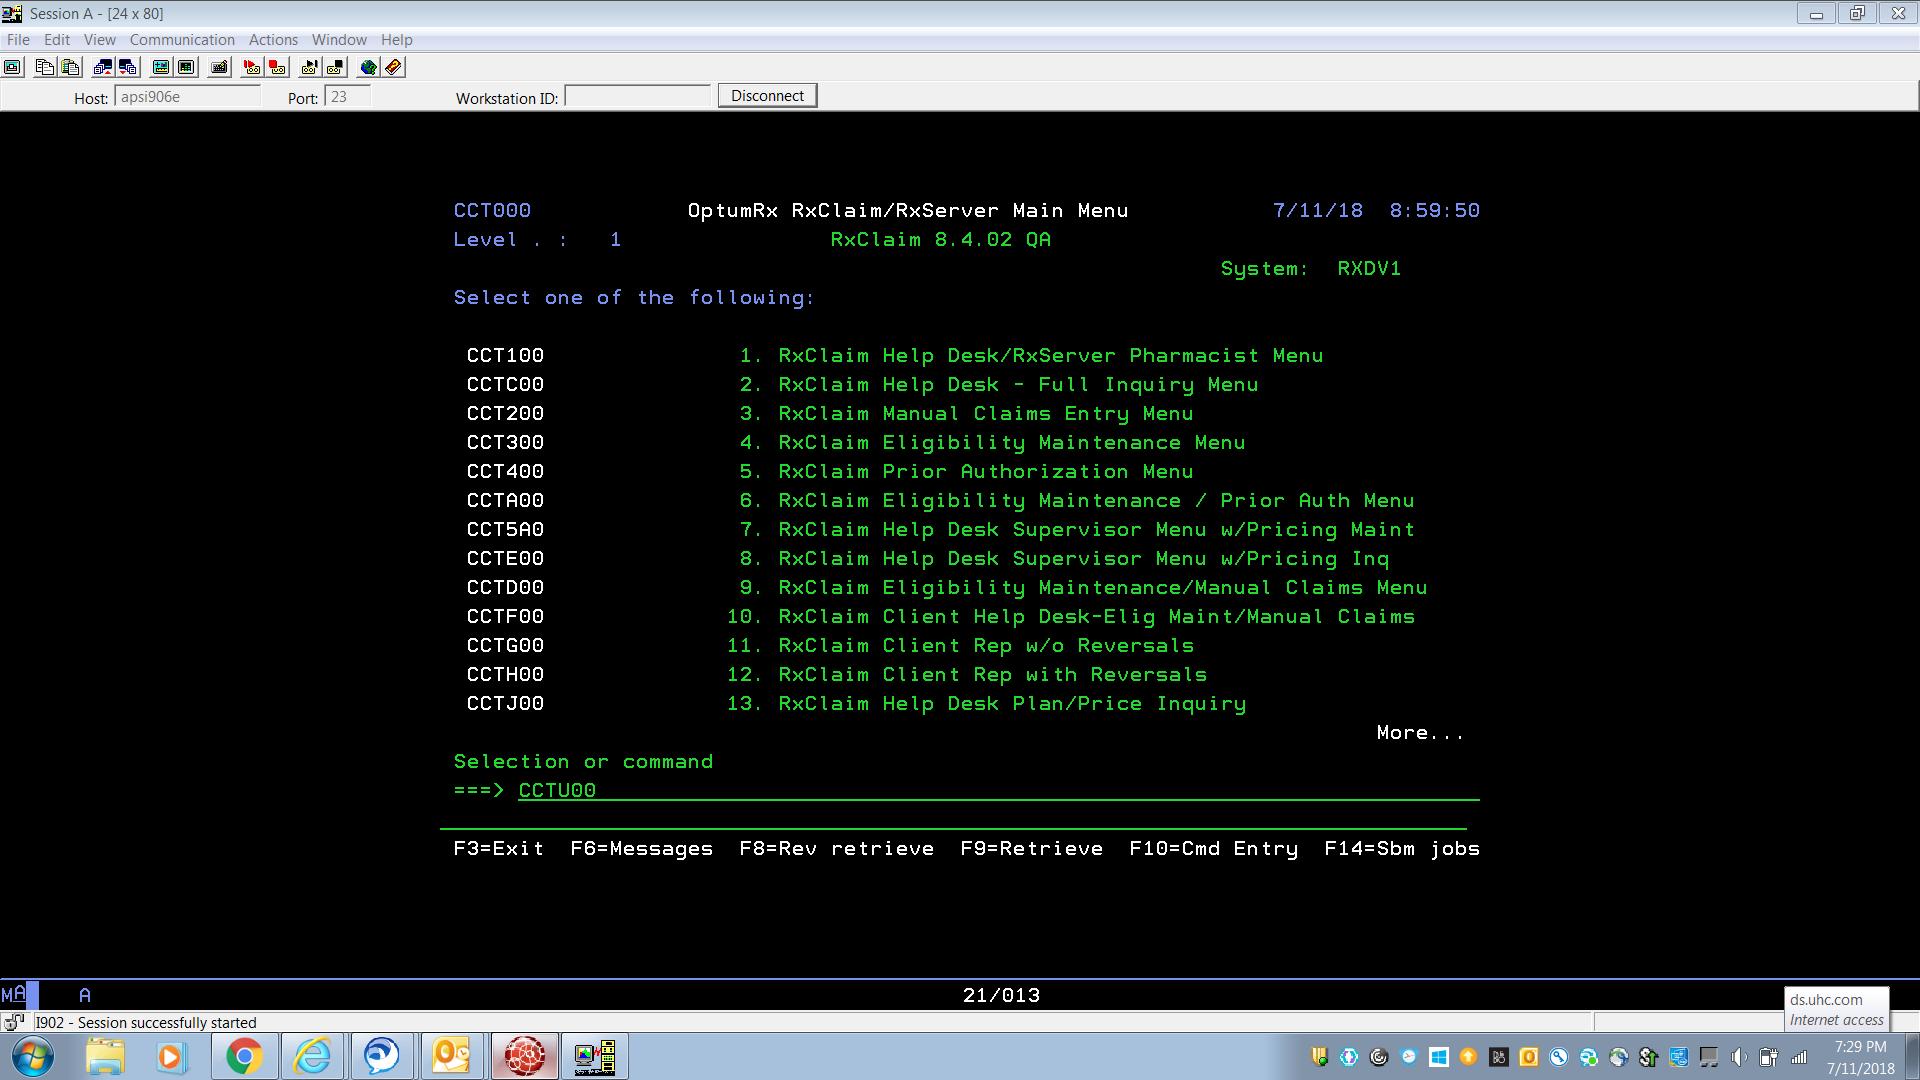 Session A - [24 x 80]
File Edit View Communication Actions Window Help
Host: apsi906e Port: 23 Workstation ID: Disconnect
CCT000 OptumRx RxClaim/RxServer Main Menu 7/11/18 8:59:50
Level . : 1 RxClaim 8.4.02 QA
System: RXDV1
Select one of the following:
CCT100 1. RxClaim Help Desk/RxServer Pharmacist Menu
CCTC00 2. RxClaim Help Desk - Full Inquiry Menu
CCT200 3. RxClaim Manual Claims Entry Menu
CCT300 4. RxClaim Eligibility Maintenance Menu
CCT400 5. RxClaim Prior Authorization Menu
CCTA00 6. RxClaim Eligibility Maintenance / Prior Auth Menu
CCT5A0 7. RxClaim Help Desk Supervisor Menu w/Pricing Maint
CCTE00 8. RxClaim Help Desk Supervisor Menu w/Pricing Inq
CCTD00 9. RxClaim Eligibility Maintenance/Manual Claims Menu
CCTF00 10. RxClaim Client Help Desk-Elig Maint/Manual Claims
CCTG00 11. RxClaim Client Rep w/o Reversals
CCTH00 12. RxClaim Client Rep with Reversals
CCTJ00 13. RxClaim Help Desk Plan/Price Inquiry
More...
Selection or command
===> CCTU00
F3=Exit F6=Messages F8=Rev retrieve F9=Retrieve F10=Cmd Entry F14=Sbm jobs
MA A 21/013
I902 - Session successfully started
ds.uhc.com
Internet access
7:29 PM
7/11/2018